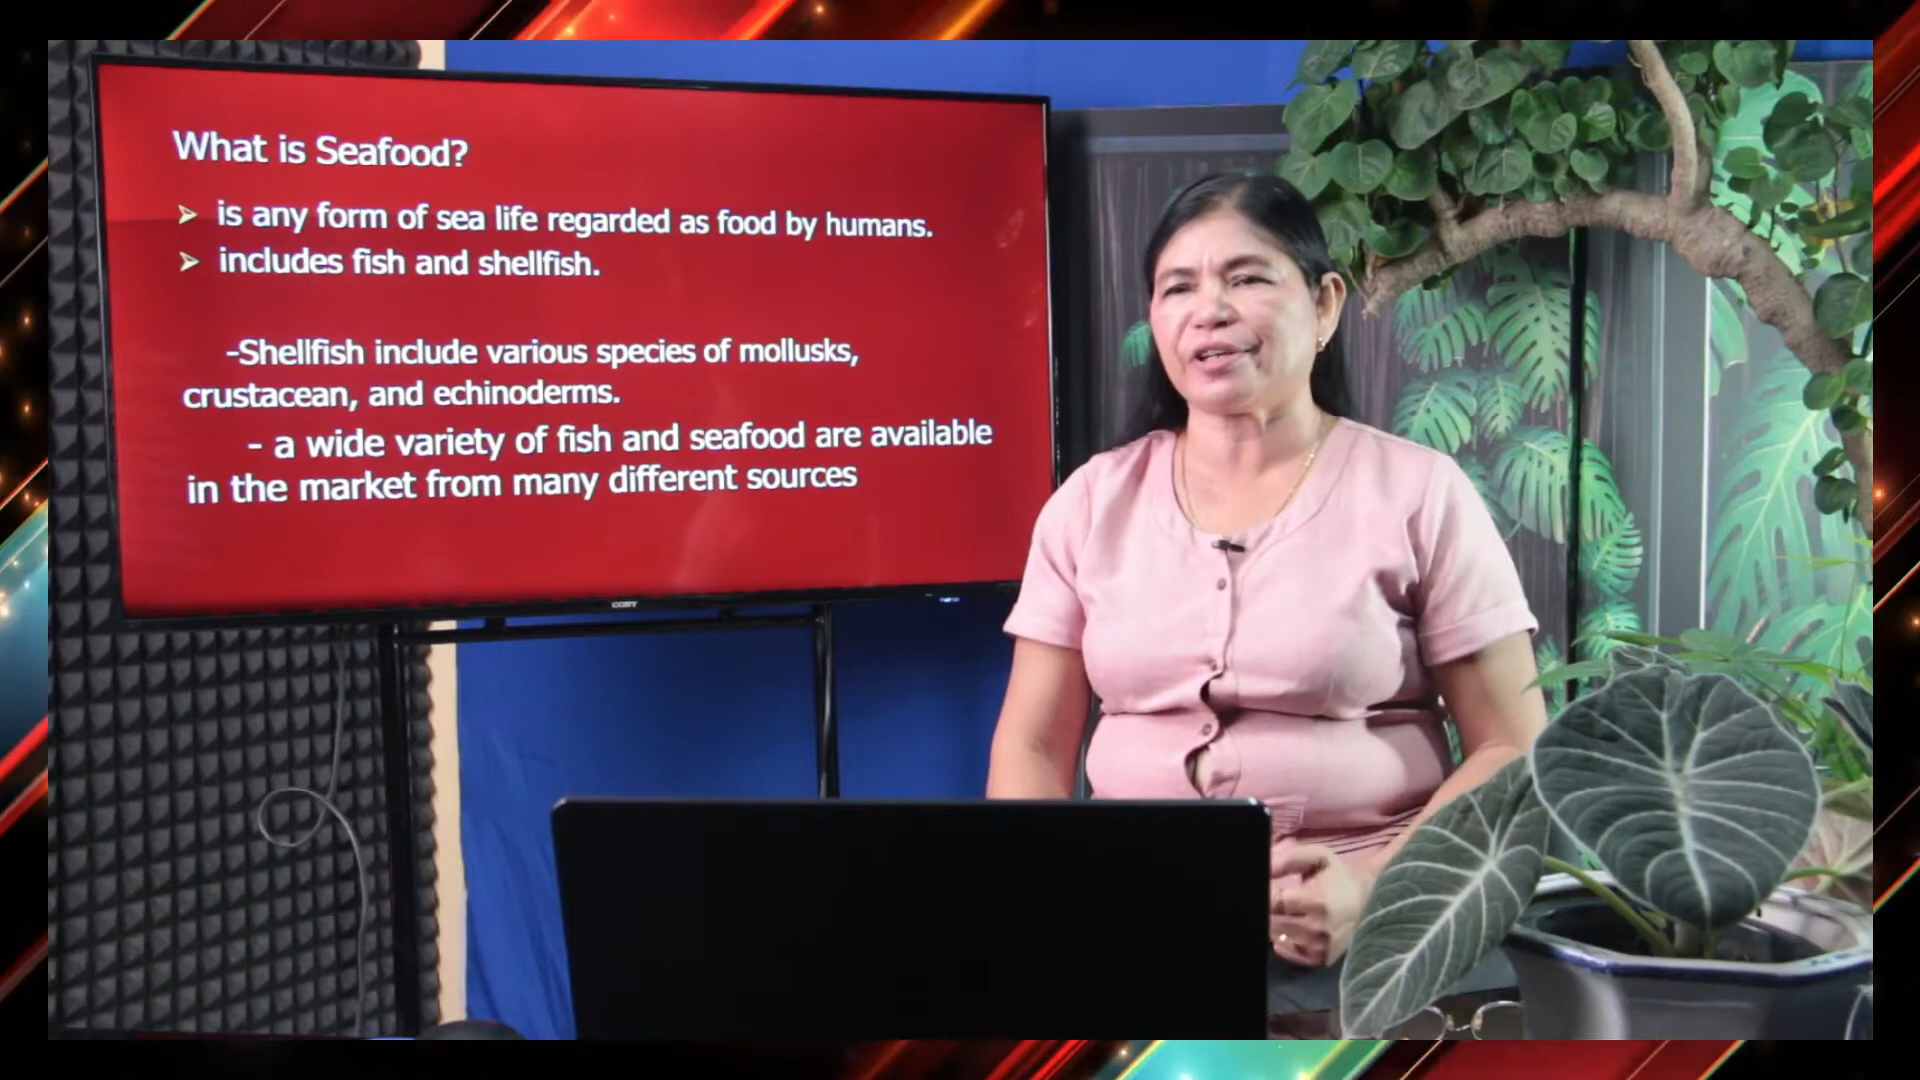 What is Seafood?
➢ is any form of sea life regarded as food by humans.
➢ includes fish and shellfish.
-Shellfish include various species of mollusks,
crustacean, and echinoderms.
- a wide variety of fish and seafood are available
in the market from many different sources